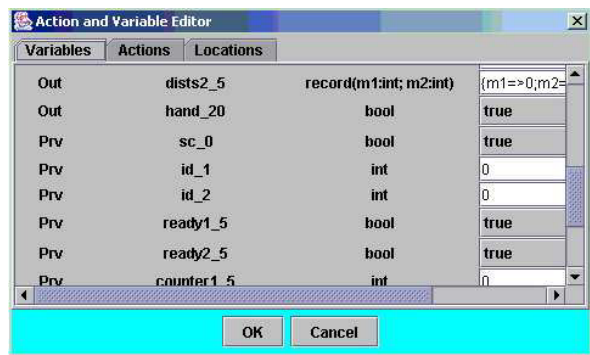 Action and Variable Editor
Variables Actions Locations
Out dists2_5 record(m1:int; m2:int) {m1=>0;m2=
Out hand_20 bool true
Prv sc_0 bool true
Prv id_1 int 0
Prv id_2 int 0
Prv ready1_5 bool true
Prv ready2_5 bool true
Prv counter1_5 int 0
OK Cancel